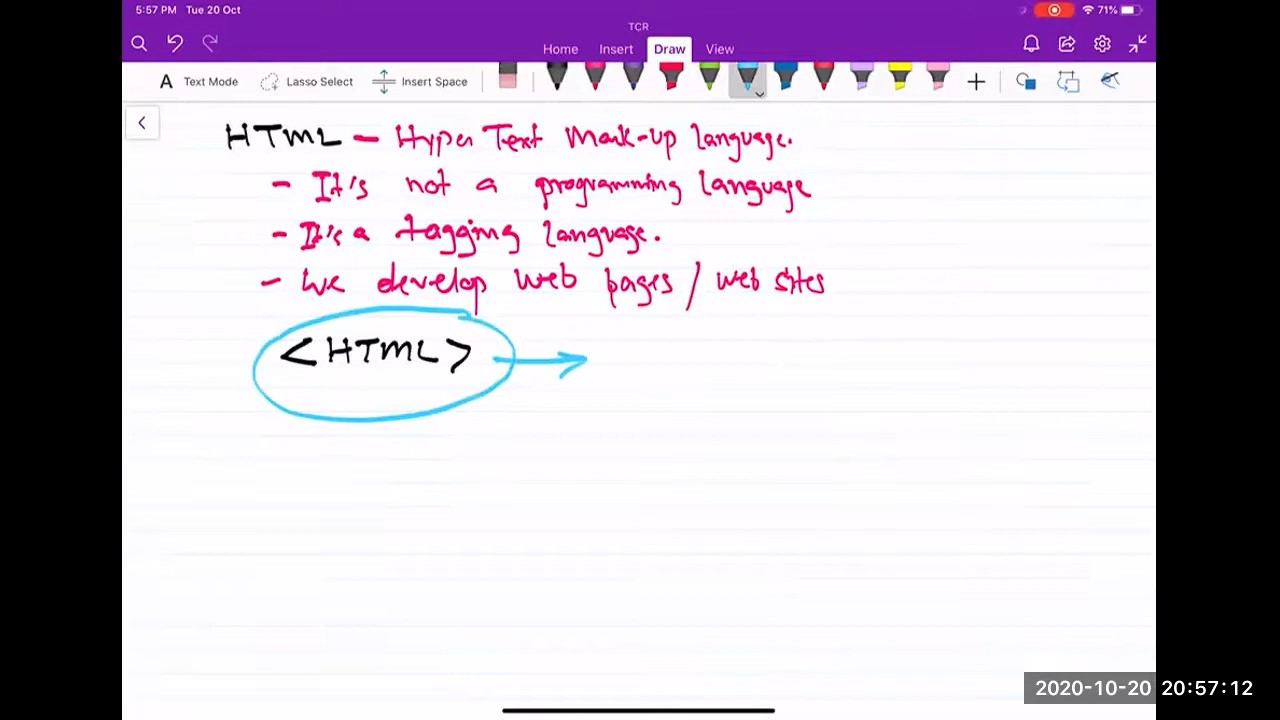 5:57 PM Tue 20 Oct
71%
TCR
Home Insert Draw View
A Text Mode Lasso Select Insert Space
HTML - Hyper Text Mark-up language.
- It's not a programming language
- It's a tagging language.
- We develop web pages / web sites
<HTML> →
2020-10-20 20:57:12